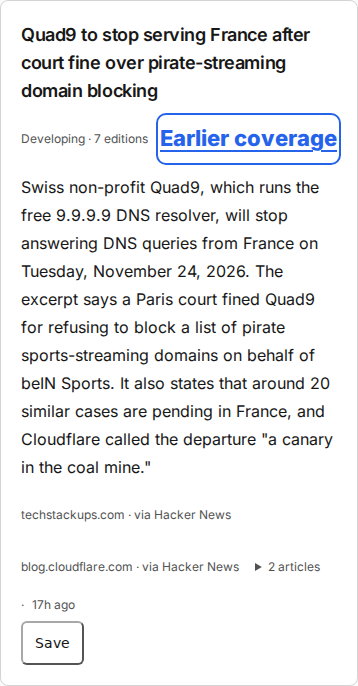 Quad9 to stop serving France after
court fine over pirate-streaming
domain blocking
Developing · 7 editions Earlier coverage
Swiss non-profit Quad9, which runs the
free 9.9.9.9 DNS resolver, will stop
answering DNS queries from France on
Tuesday, November 24, 2026. The
excerpt says a Paris court fined Quad9
for refusing to block a list of pirate
sports-streaming domains on behalf of
beIN Sports. It also states that around 20
similar cases are pending in France, and
Cloudflare called the departure "a canary
in the coal mine."
techstackups.com · via Hacker News
blog.cloudflare.com · via Hacker News ▶ 2 articles
· 17h ago
Save